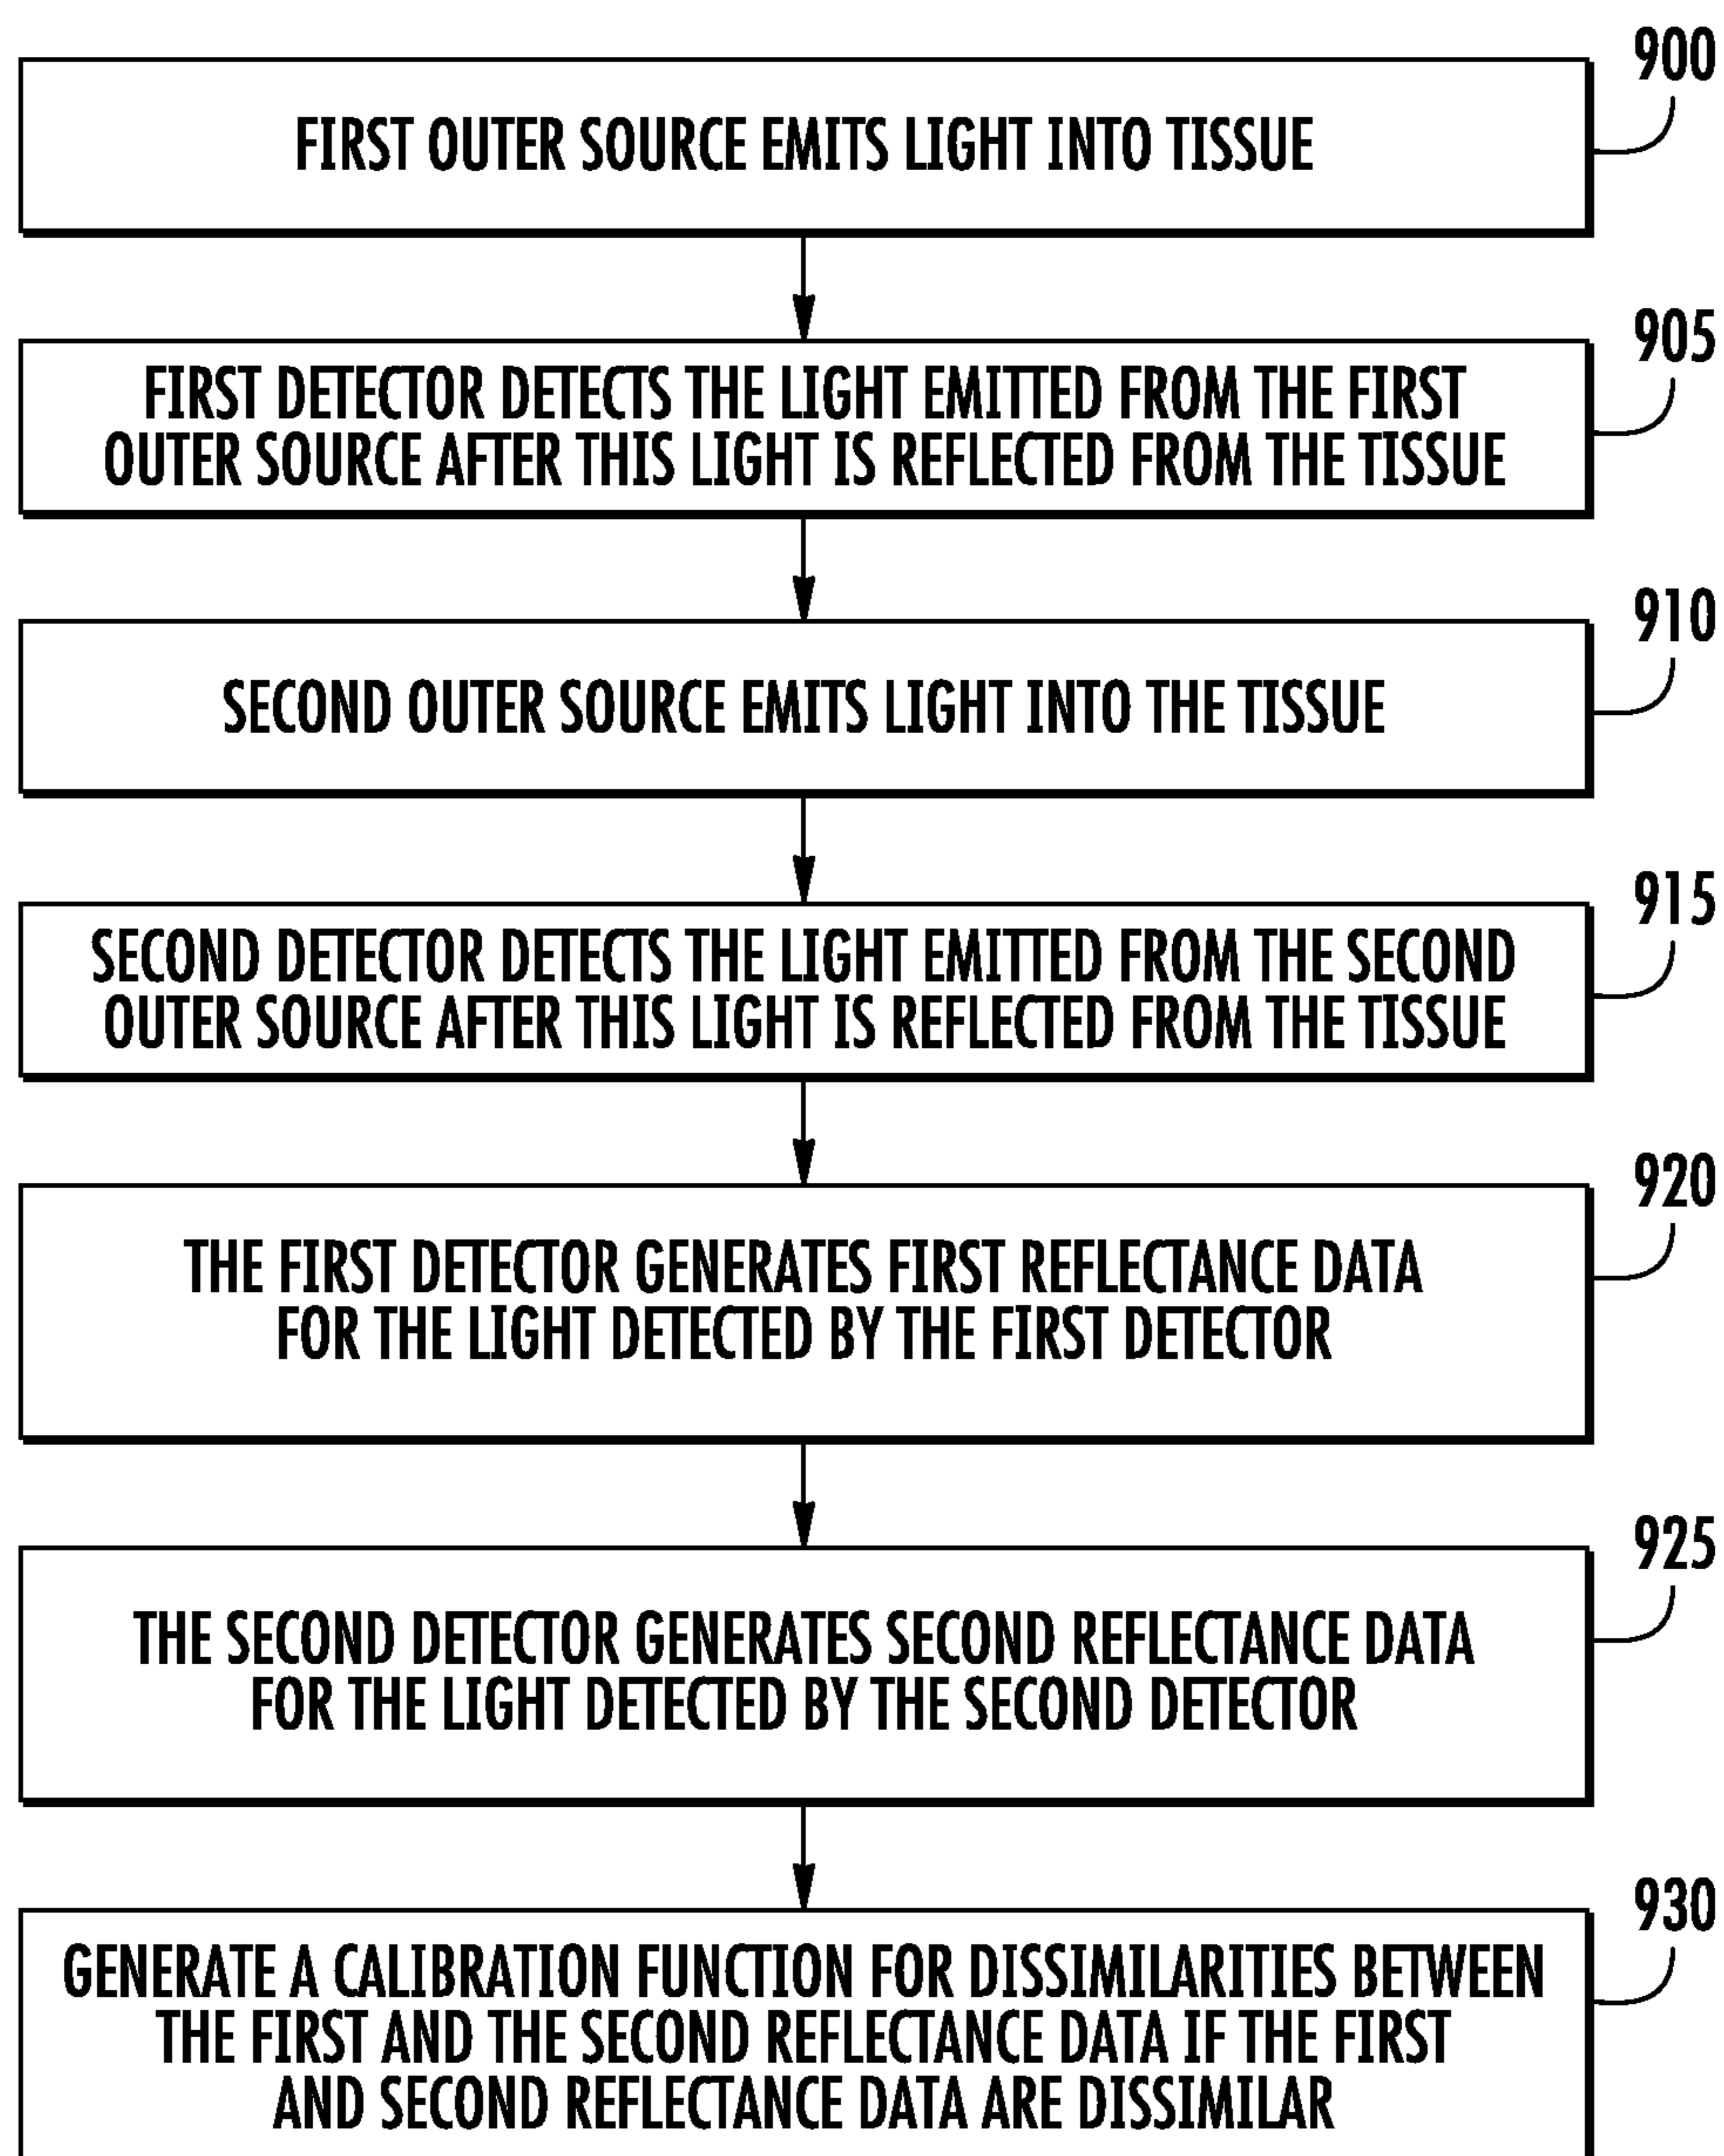 900
FIRST OUTER SOURCE EMITS LIGHT INTO TISSUE
905
FIRST DETECTOR DETECTS THE LIGHT EMITTED FROM THE FIRST
OUTER SOURCE AFTER THIS LIGHT IS REFLECTED FROM THE TISSUE
910
SECOND OUTER SOURCE EMITS LIGHT INTO THE TISSUE
915
SECOND DETECTOR DETECTS THE LIGHT EMITTED FROM THE SECOND
OUTER SOURCE AFTER THIS LIGHT IS REFLECTED FROM THE TISSUE
920
THE FIRST DETECTOR GENERATES FIRST REFLECTANCE DATA
FOR THE LIGHT DETECTED BY THE FIRST DETECTOR
925
THE SECOND DETECTOR GENERATES SECOND REFLECTANCE DATA
FOR THE LIGHT DETECTED BY THE SECOND DETECTOR
930
GENERATE A CALIBRATION FUNCTION FOR DISSIMILARITIES BETWEEN
THE FIRST AND THE SECOND REFLECTANCE DATA IF THE FIRST
AND SECOND REFLECTANCE DATA ARE DISSIMILAR